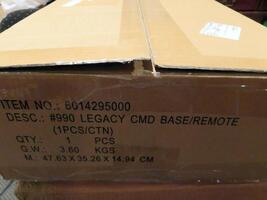 ITEM NO.: 6014295000
DESC.: #990 LEGACY CMD BASE/REMOTE
(1PCS/CTN)
QTY.: 1 PCS
G.W.: 3.60 KGS
M.: 47.63 X 35.26 X 14.94 CM